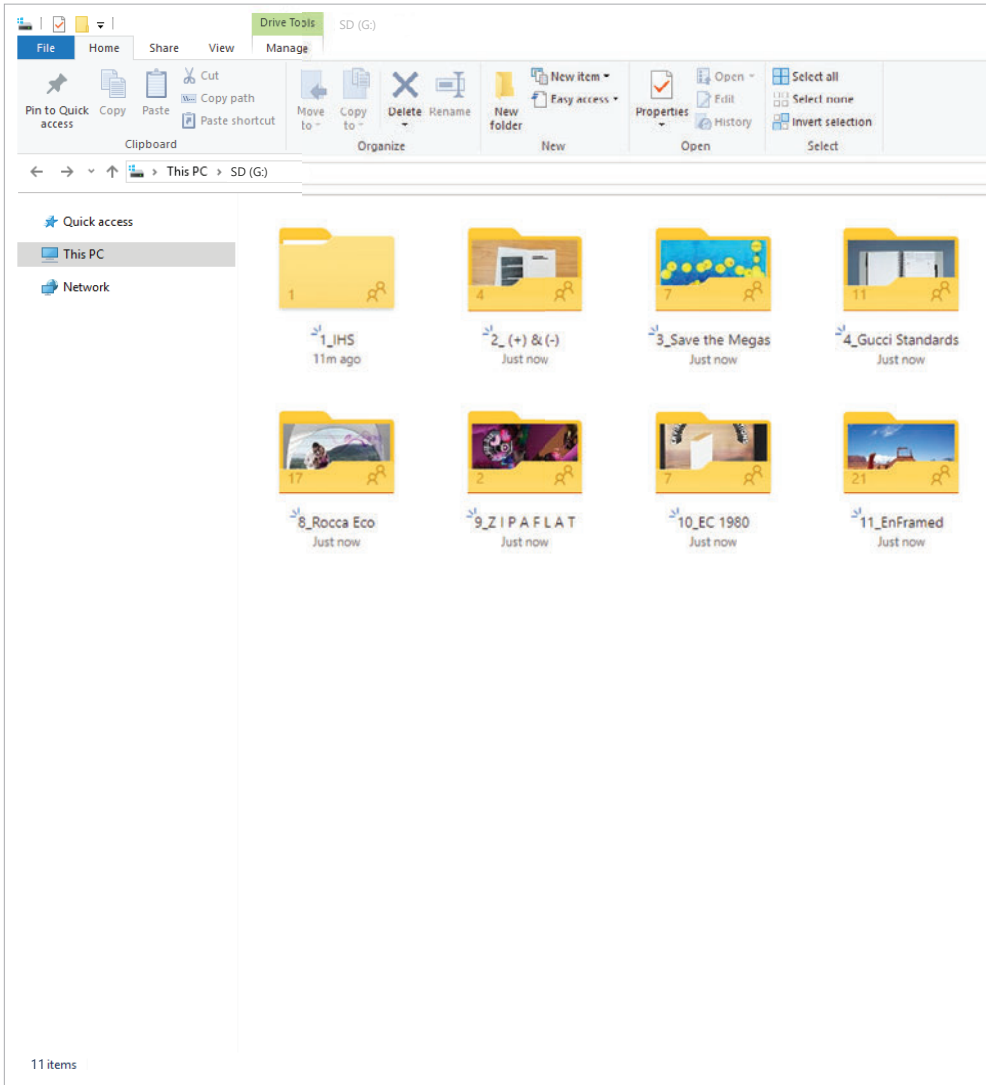 Drive Tools SD (G:)
File Home Share View Manage
Pin to Quick access
Copy
Paste
Cut
Copy path
Paste shortcut
Clipboard
Move to
Copy to
Delete
Rename
Organize
New folder
New item
Easy access
New
Properties
Open
Edit
History
Open
Select all
Select none
Invert selection
Select
This PC > SD (G:)
Quick access
This PC
Network
1
4
7
11
1_IHS
2_ (+) & (-)
3_Save the Megas
4_Gucci Standards
11m ago
Just now
Just now
Just now
17
2
7
21
8_Rocca Eco
9_Z I P A F L A T
10_EC 1980
11_EnFramed
Just now
Just now
Just now
Just now
11 items